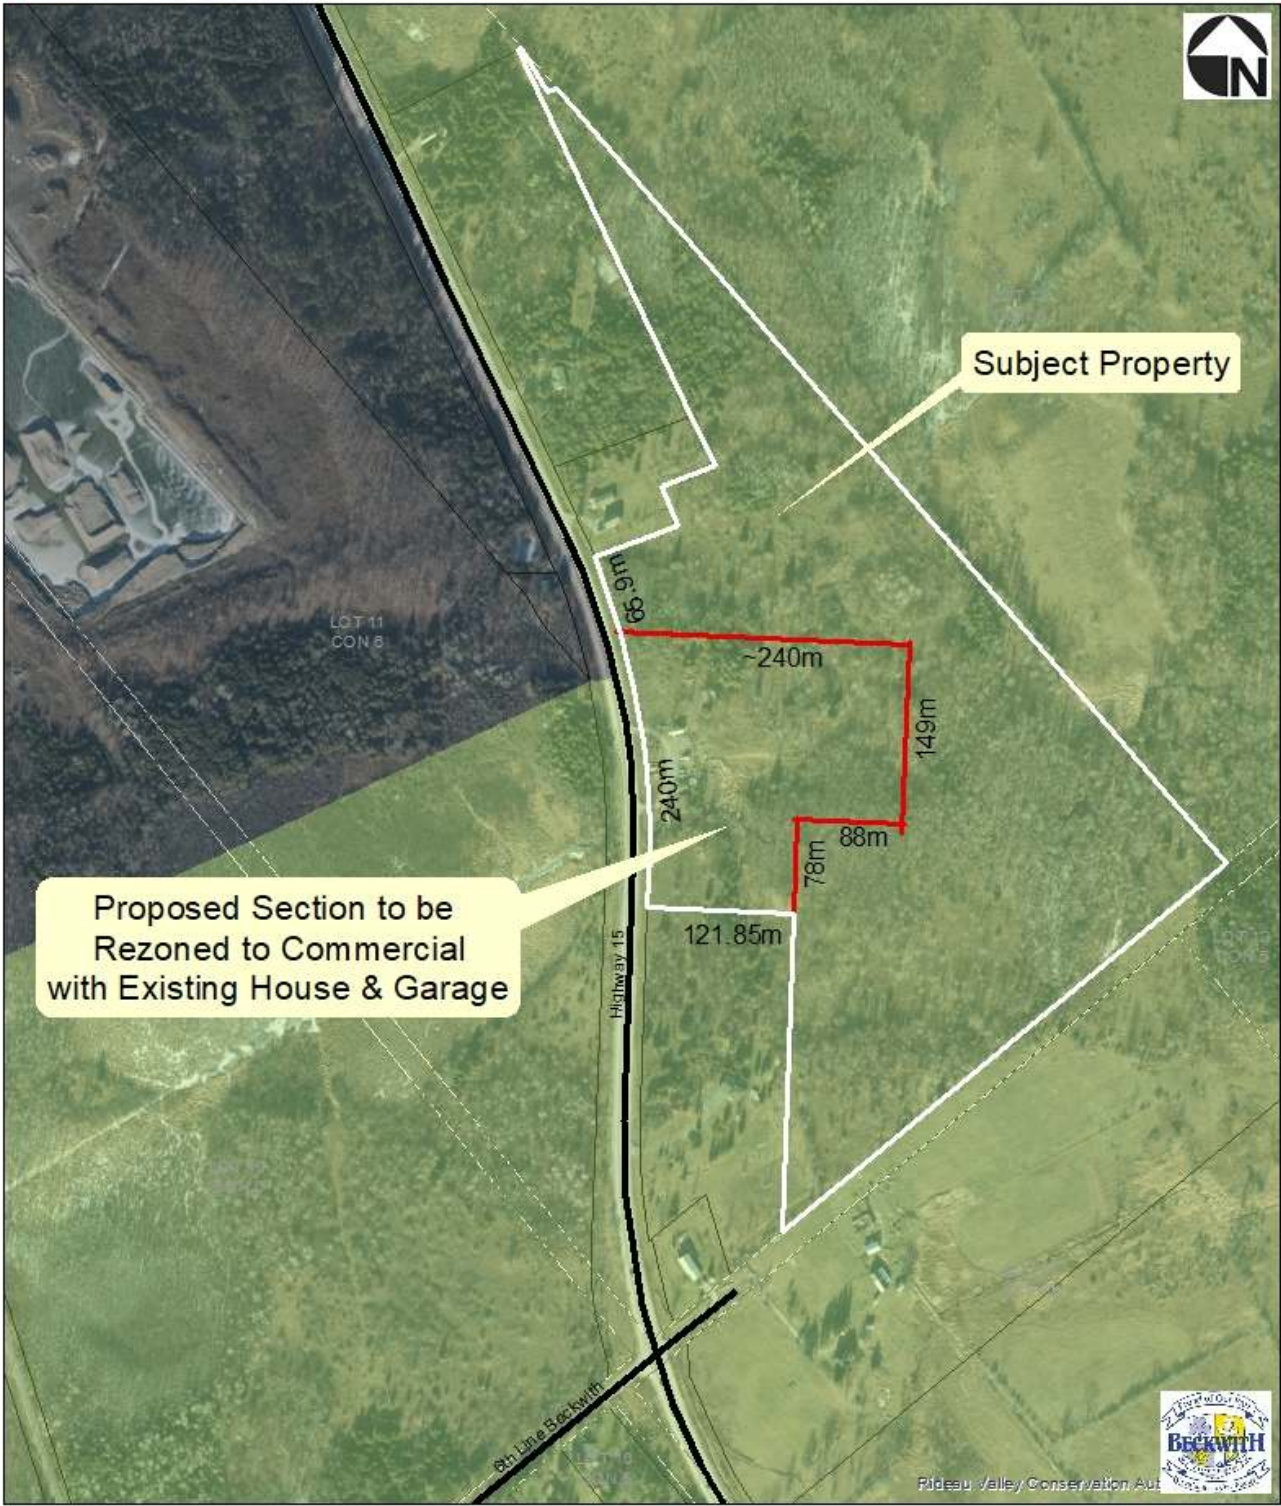 N
Subject Property
65.9m
LOT 11
CON 6
~240m
149m
240m
88m
78m
Proposed Section to be
Rezoned to Commercial
with Existing House & Garage
121.85m
Highway 15
6th Line Beckwith
BECKWITH
Rideau Valley Conservation Aut